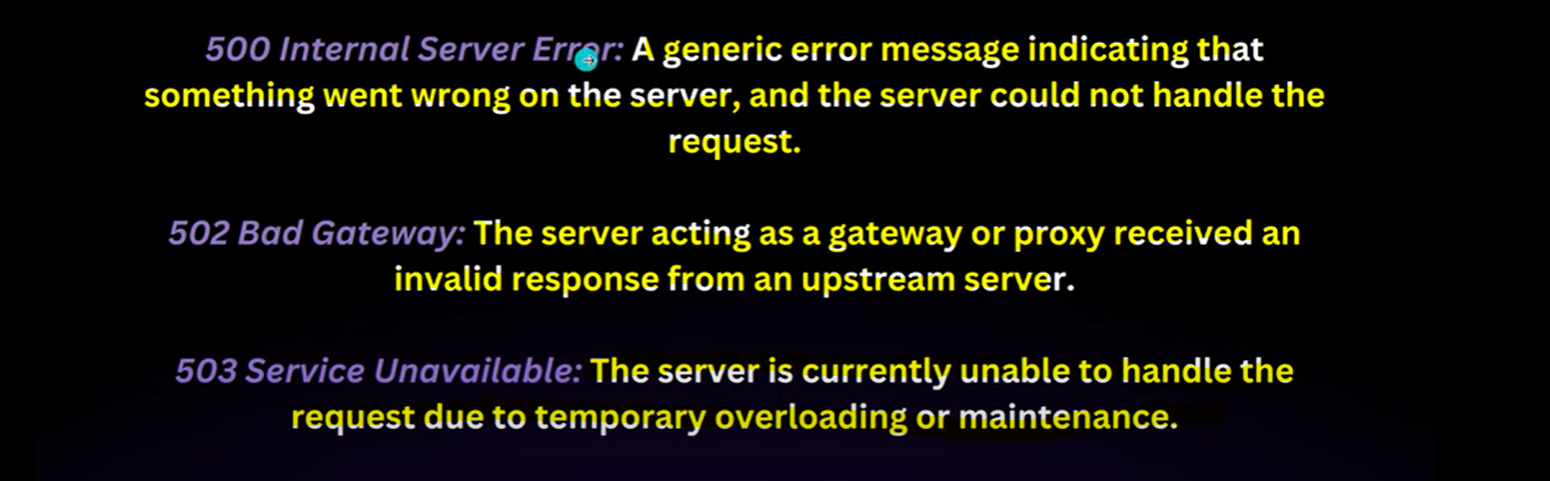 500 Internal Server Error: A generic error message indicating that
something went wrong on the server, and the server could not handle the
request.
502 Bad Gateway: The server acting as a gateway or proxy received an
invalid response from an upstream server.
503 Service Unavailable: The server is currently unable to handle the
request due to temporary overloading or maintenance.